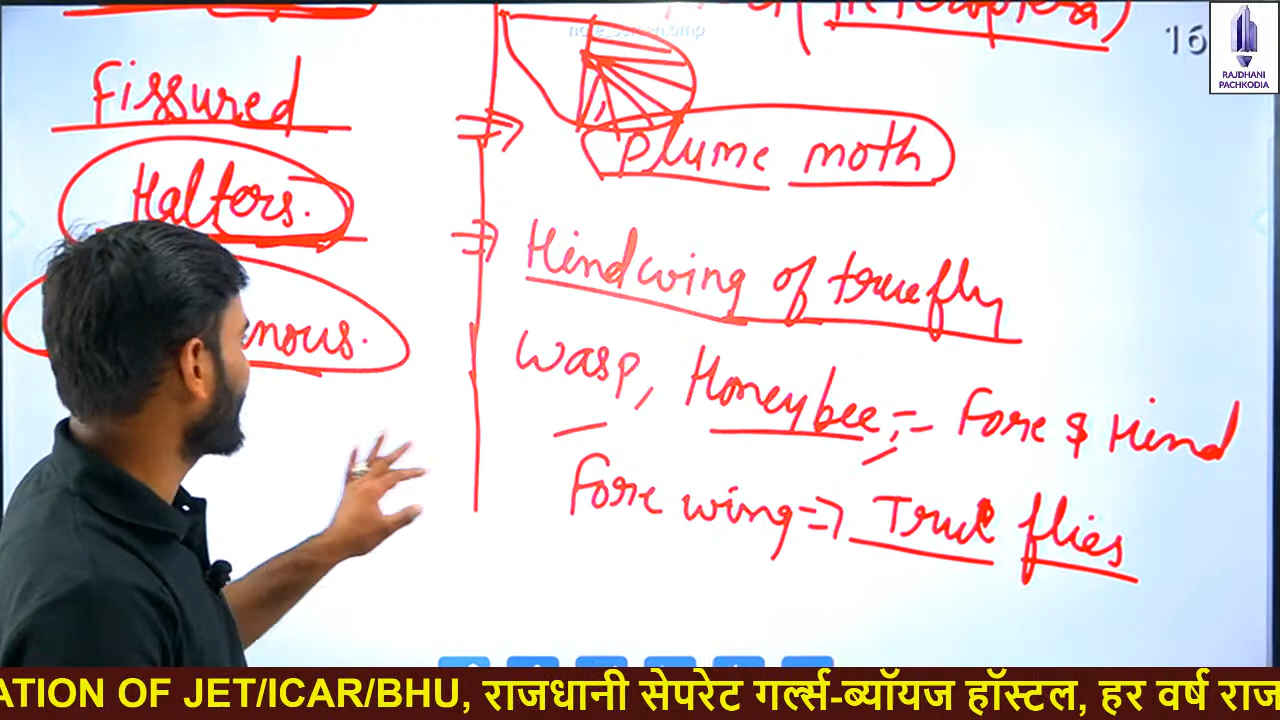 (Heteroptera)
16
RAJDHANI
PACHKODIA
Fissured
⇒ Plume moth
Halters.
⇒ Hindwing of truefly
nous.
Wasp, Honeybee :- Fore & Hind
Fore wing ⇒ True flies
ATION OF JET/ICAR/BHU, राजधानी सेपरेट गर्ल्स-ब्यॉयज हॉस्टल, हर वर्ष राज